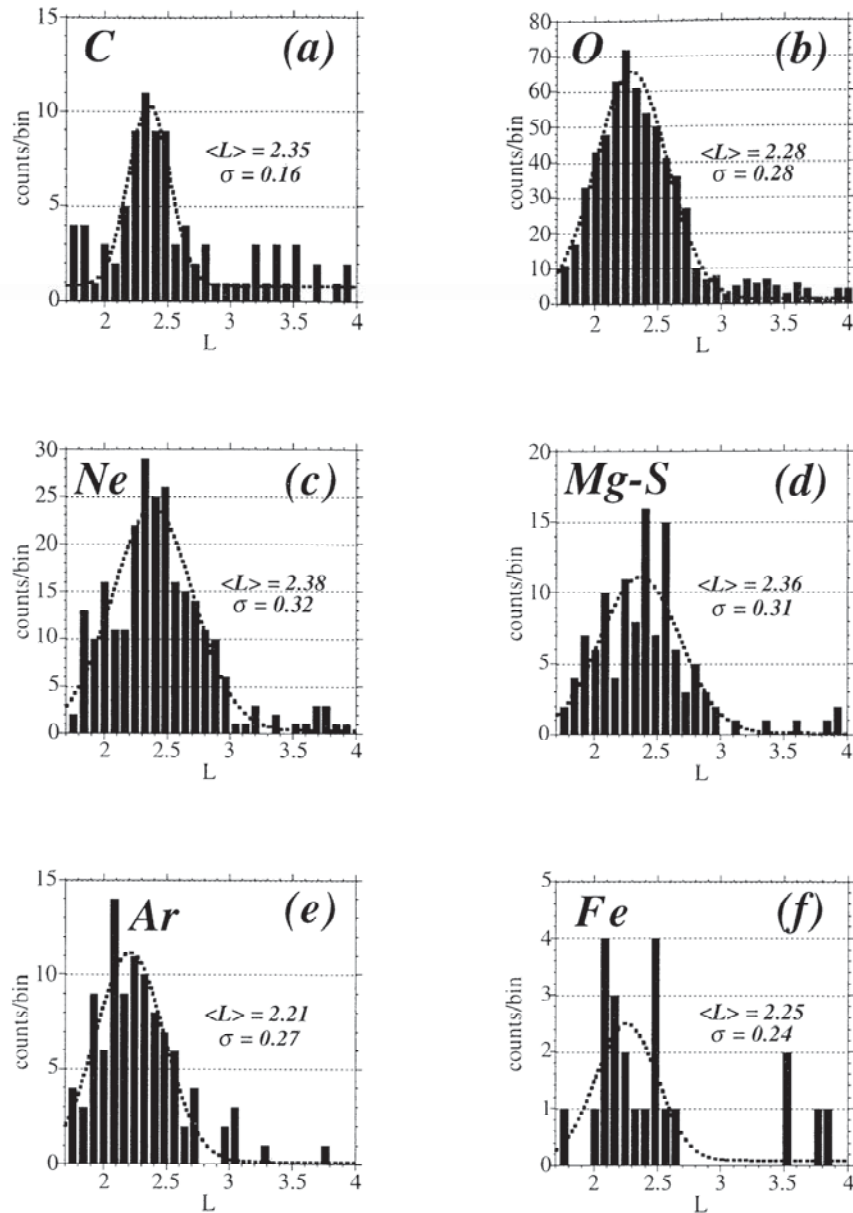 C (a)
15
10
5
0
counts/bin
<L> = 2.35
σ = 0.16
2 2.5 3 3.5 4
L
O (b)
80
70
60
50
40
30
20
10
0
counts/bin
<L> = 2.28
σ = 0.28
2 2.5 3 3.5 4
L
Ne (c)
30
25
20
15
10
5
0
counts/bin
<L> = 2.38
σ = 0.32
2 2.5 3 3.5 4
L
Mg-S (d)
20
15
10
5
0
counts/bin
<L> = 2.36
σ = 0.31
2 2.5 3 3.5 4
L
Ar (e)
15
10
5
0
counts/bin
<L> = 2.21
σ = 0.27
2 2.5 3 3.5 4
L
Fe (f)
5
4
3
2
1
0
counts/bin
<L> = 2.25
σ = 0.24
2 2.5 3 3.5 4
L